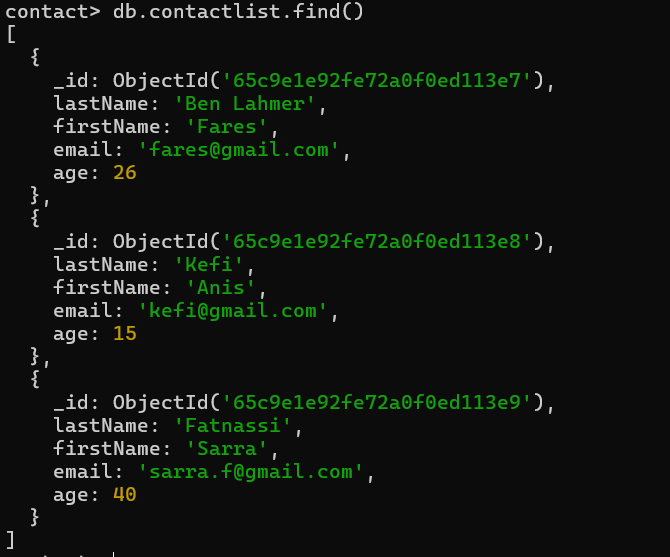 contact> db.contactlist.find()
[
  {
    _id: ObjectId('65c9e1e92fe72a0f0ed113e7'),
    lastName: 'Ben Lahmer',
    firstName: 'Fares',
    email: 'fares@gmail.com',
    age: 26
  },
  {
    _id: ObjectId('65c9e1e92fe72a0f0ed113e8'),
    lastName: 'Kefi',
    firstName: 'Anis',
    email: 'kefi@gmail.com',
    age: 15
  },
  {
    _id: ObjectId('65c9e1e92fe72a0f0ed113e9'),
    lastName: 'Fatnassi',
    firstName: 'Sarra',
    email: 'sarra.f@gmail.com',
    age: 40
  }
]